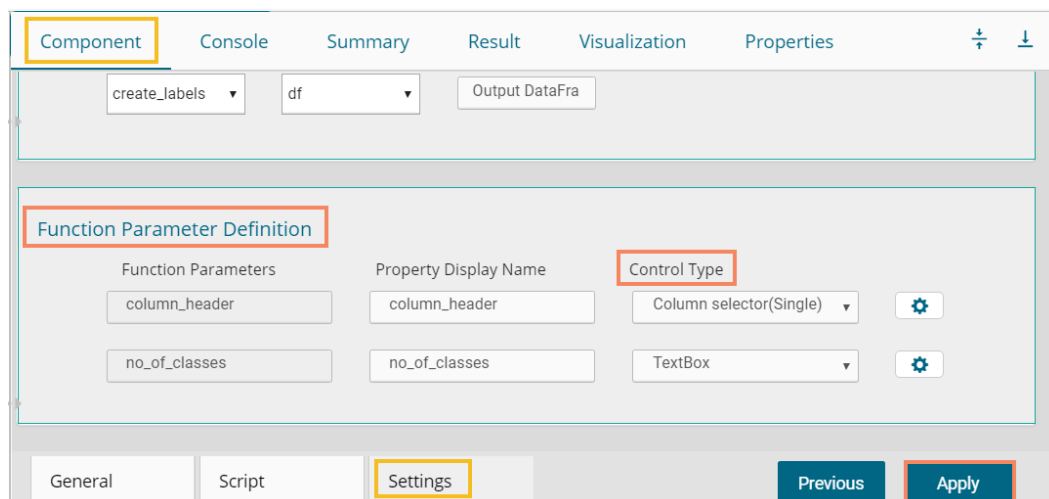 Component Console Summary Result Visualization Properties
create_labels df Output DataFra
Function Parameter Definition
Function Parameters Property Display Name Control Type
column_header column_header Column selector(Single)
no_of_classes no_of_classes TextBox
General Script Settings Previous Apply